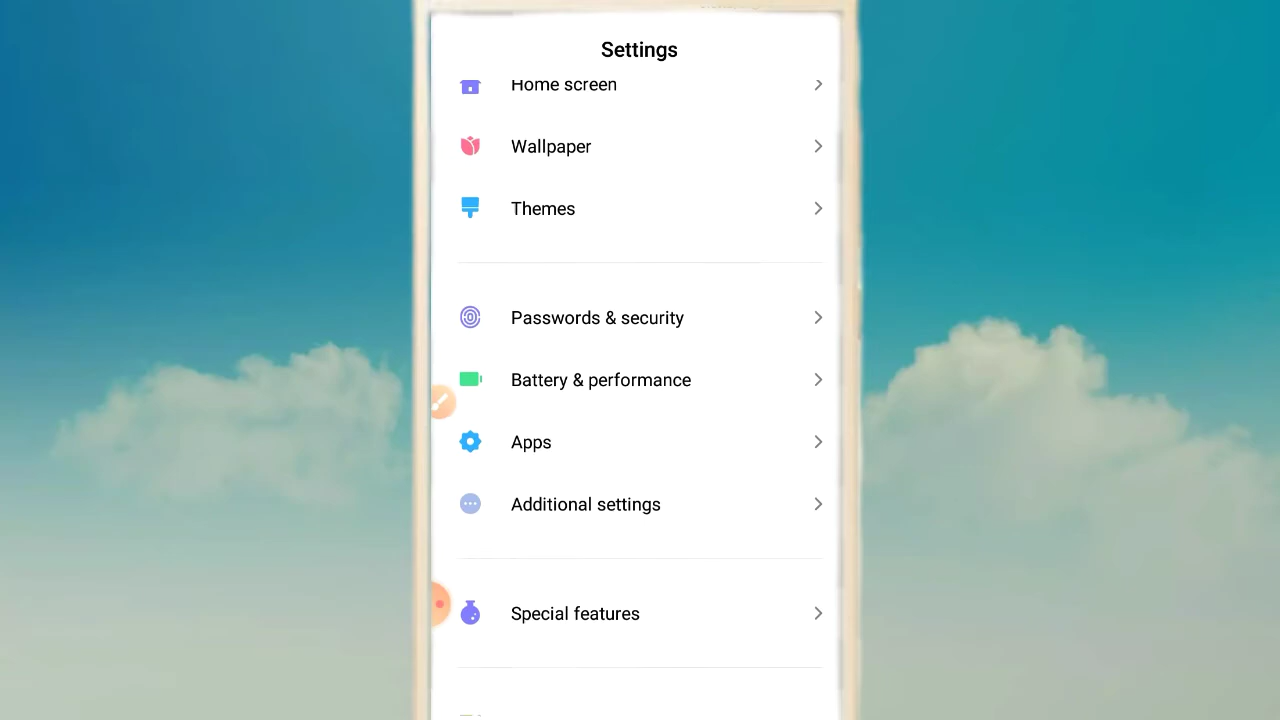 Settings
Home screen
Wallpaper
Themes
Passwords & security
Battery & performance
Apps
Additional settings
Special features